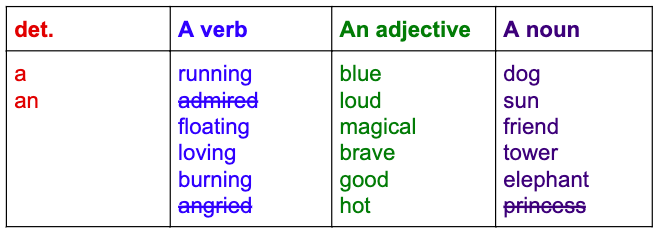 det. A verb An adjective A noun
a running blue dog
an admired loud sun
floating magical friend
loving brave tower
burning good elephant
angried hot princess